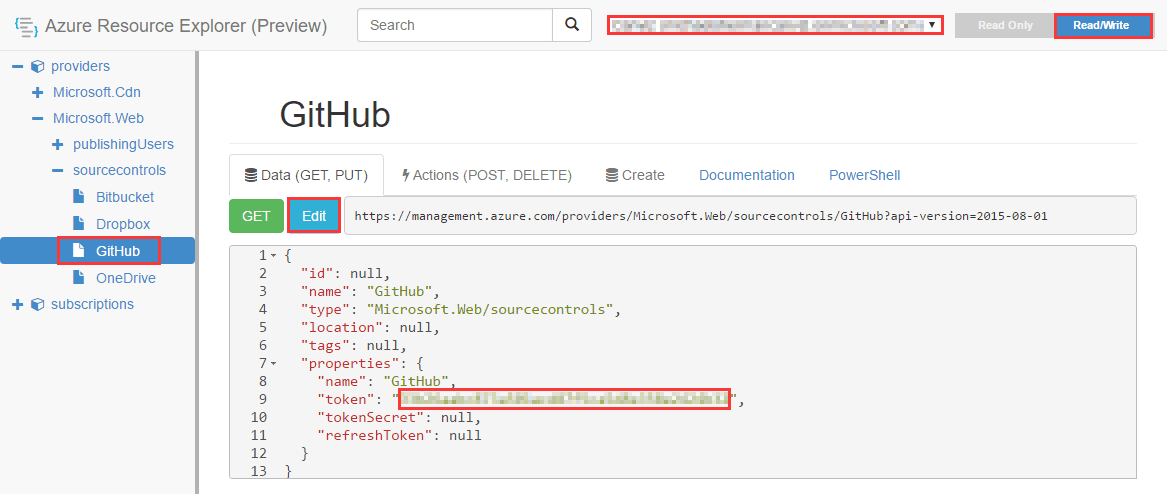 Azure Resource Explorer (Preview)
Search
Read Only
Read/Write
providers
Microsoft.Cdn
Microsoft.Web
publishingUsers
sourcecontrols
Bitbucket
Dropbox
GitHub
OneDrive
subscriptions
GitHub
Data (GET, PUT) Actions (POST, DELETE) Create Documentation PowerShell
GET Edit https://management.azure.com/providers/Microsoft.Web/sourcecontrols/GitHub?api-version=2015-08-01
1 {
2 "id": null,
3 "name": "GitHub",
4 "type": "Microsoft.Web/sourcecontrols",
5 "location": null,
6 "tags": null,
7 "properties": {
8 "name": "GitHub",
9 "token": "",
10 "tokenSecret": null,
11 "refreshToken": null
12 }
13 }